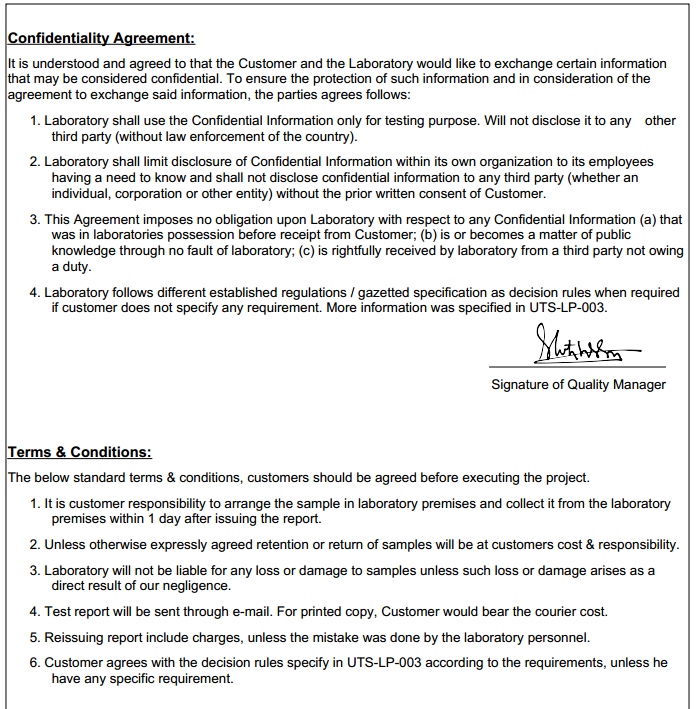 Confidentiality Agreement:
It is understood and agreed to that the Customer and the Laboratory would like to exchange certain information
that may be considered confidential. To ensure the protection of such information and in consideration of the
agreement to exchange said information, the parties agrees follows:
1. Laboratory shall use the Confidential Information only for testing purpose. Will not disclose it to any other
third party (without law enforcement of the country).
2. Laboratory shall limit disclosure of Confidential Information within its own organization to its employees
having a need to know and shall not disclose confidential information to any third party (whether an
individual, corporation or other entity) without the prior written consent of Customer.
3. This Agreement imposes no obligation upon Laboratory with respect to any Confidential Information (a) that
was in laboratories possession before receipt from Customer; (b) is or becomes a matter of public
knowledge through no fault of laboratory; (c) is rightfully received by laboratory from a third party not owing
a duty.
4. Laboratory follows different established regulations / gazetted specification as decision rules when required
if customer does not specify any requirement. More information was specified in UTS-LP-003.
Signature of Quality Manager
Terms & Conditions:
The below standard terms & conditions, customers should be agreed before executing the project.
1. It is customer responsibility to arrange the sample in laboratory premises and collect it from the laboratory
premises within 1 day after issuing the report.
2. Unless otherwise expressly agreed retention or return of samples will be at customers cost & responsibility.
3. Laboratory will not be liable for any loss or damage to samples unless such loss or damage arises as a
direct result of our negligence.
4. Test report will be sent through e-mail. For printed copy, Customer would bear the courier cost.
5. Reissuing report include charges, unless the mistake was done by the laboratory personnel.
6. Customer agrees with the decision rules specify in UTS-LP-003 according to the requirements, unless he
have any specific requirement.